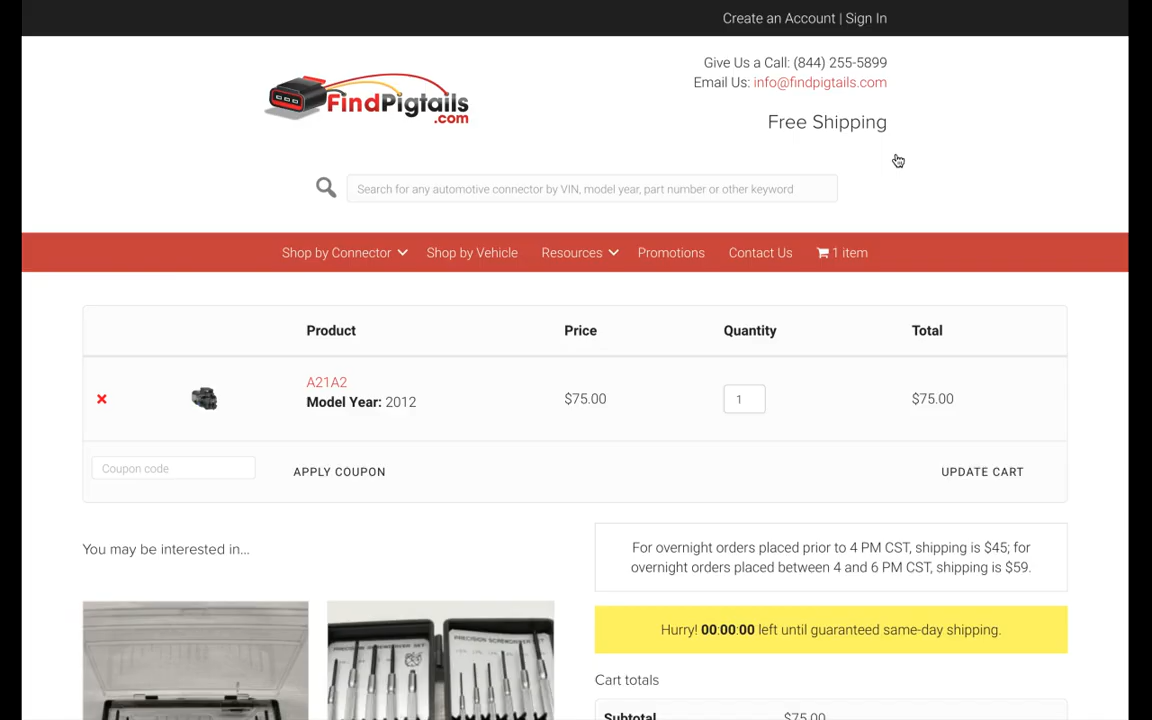 Create an Account | Sign In
Give Us a Call: (844) 255-5899
Email Us: info@findpigtails.com
FindPigtails
.com
Free Shipping
Search for any automotive connector by VIN, model year, part number or other keyword
Shop by Connector
Shop by Vehicle
Resources
Promotions
Contact Us
1 item
Product
Price
Quantity
Total
A21A2
Model Year: 2012
$75.00
1
$75.00
Coupon code
APPLY COUPON
UPDATE CART
You may be interested in...
For overnight orders placed prior to 4 PM CST, shipping is $45; for
overnight orders placed between 4 and 6 PM CST, shipping is $59.
Hurry! 00:00:00 left until guaranteed same-day shipping.
PRECISION SCREWDRIVER SET
Cart totals
Subtotal
$75.00